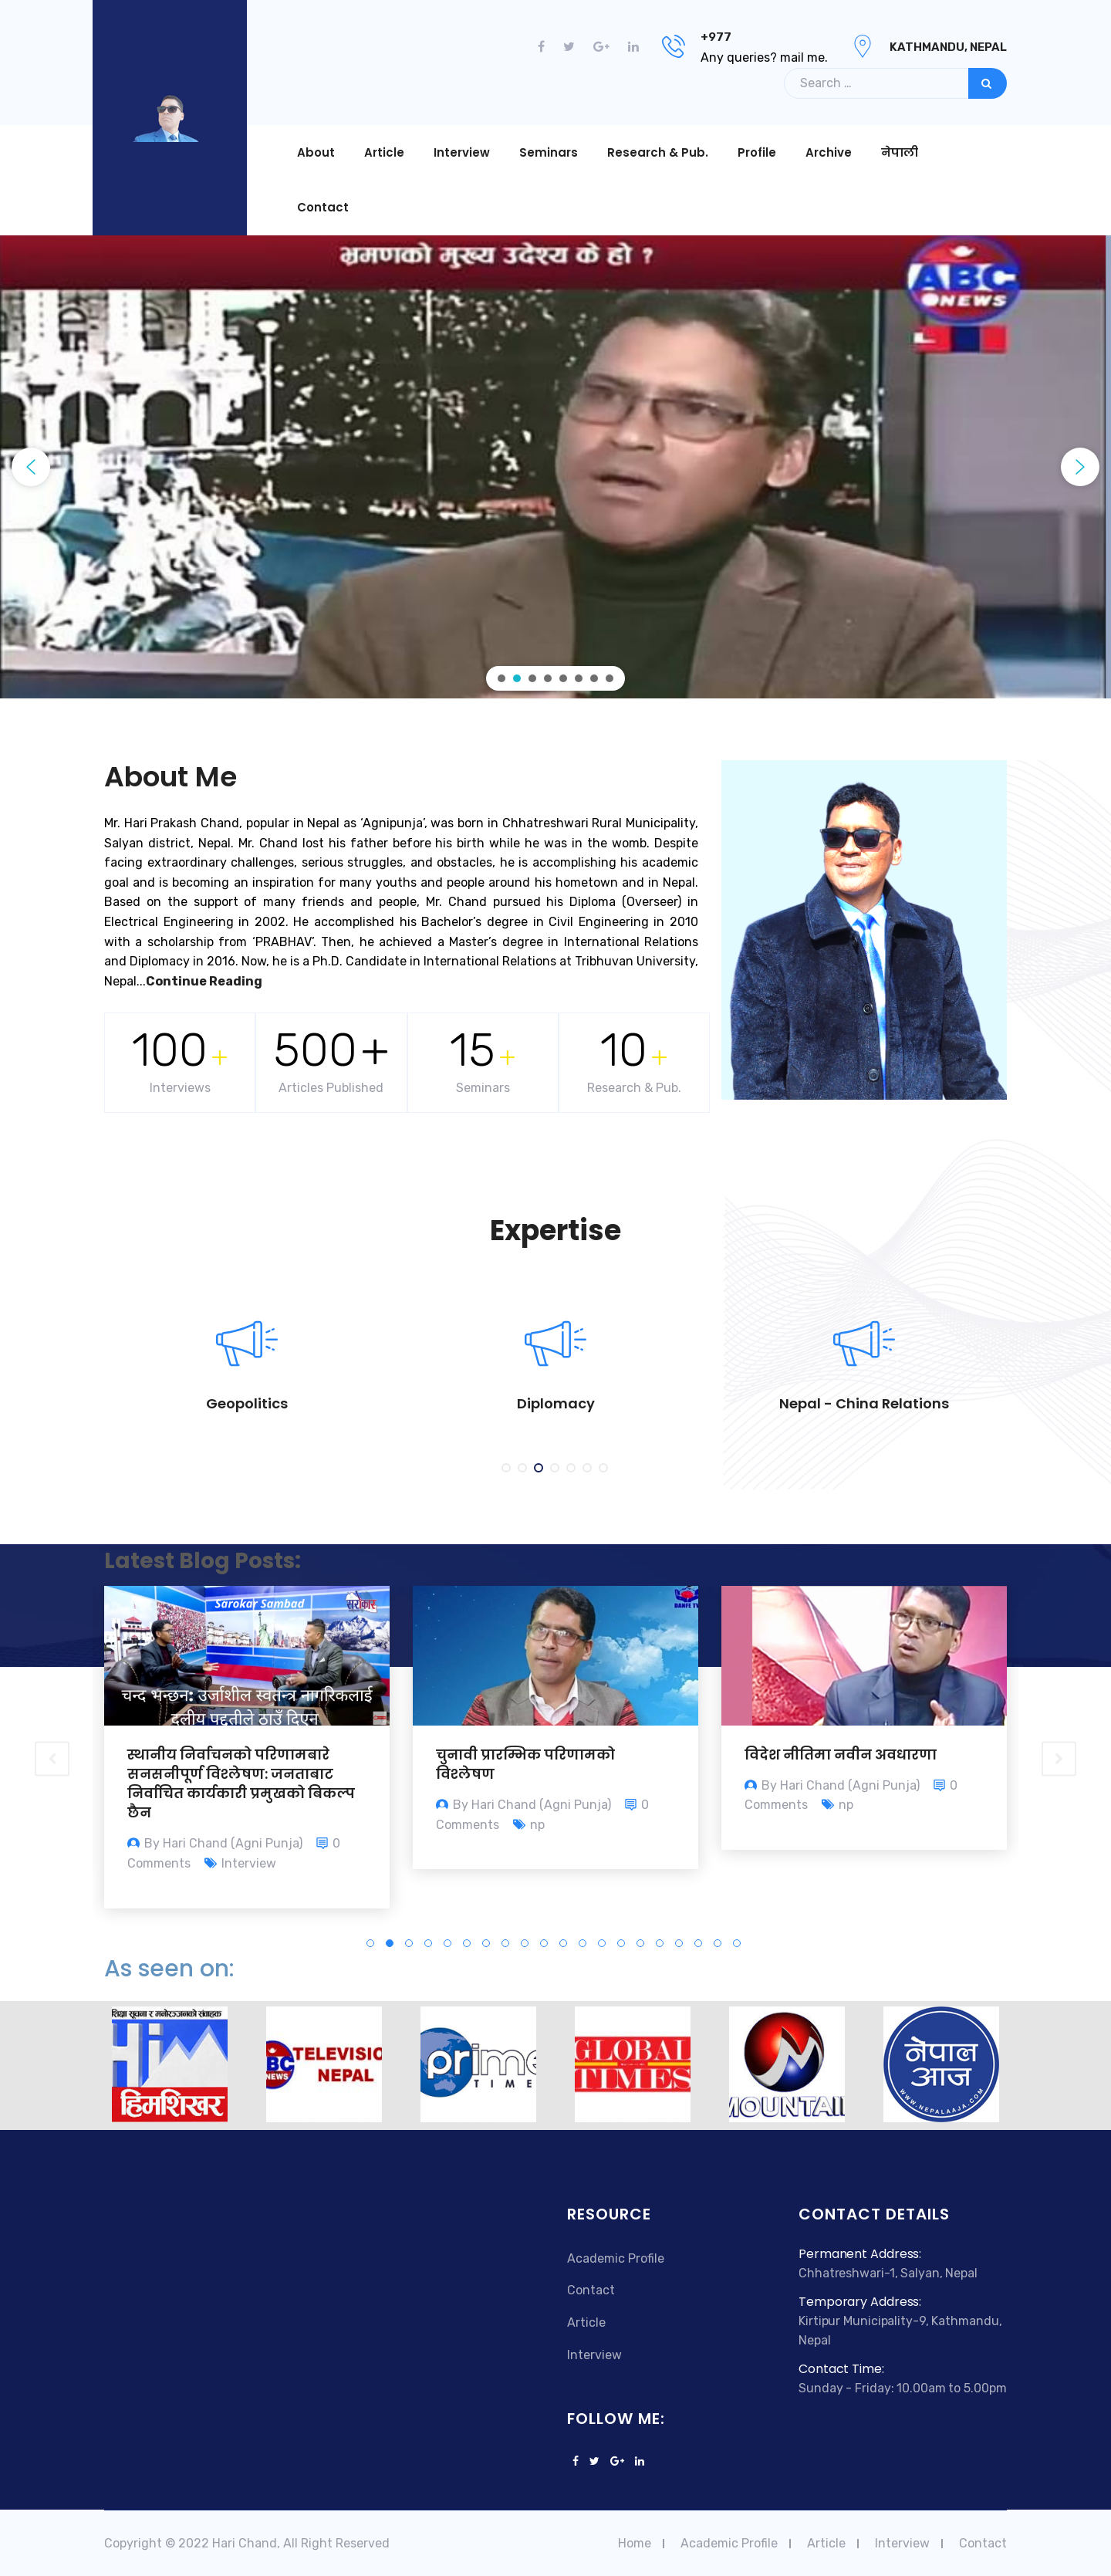 +977
Any queries? mail me.
KATHMANDU, NEPAL
Search ...
About Article Interview Seminars Research & Pub. Profile Archive नेपाली
Contact
भ्रमणको मुख्य उदेश्य के हो ?
ABC
NEWS
About Me
Mr. Hari Prakash Chand, popular in Nepal as ‘Agnipunja’, was born in Chhatreshwari Rural Municipality,
Salyan district, Nepal. Mr. Chand lost his father before his birth while he was in the womb. Despite
facing extraordinary challenges, serious struggles, and obstacles, he is accomplishing his academic
goal and is becoming an inspiration for many youths and people around his hometown and in Nepal.
Based on the support of many friends and people, Mr. Chand pursued his Diploma (Overseer) in
Electrical Engineering in 2002. He accomplished his Bachelor’s degree in Civil Engineering in 2010
with a scholarship from ‘PRABHAV’. Then, he achieved a Master’s degree in International Relations
and Diplomacy in 2016. Now, he is a Ph.D. Candidate in International Relations at Tribhuvan University,
Nepal...Continue Reading
100+ 500+ 15+ 10+
Interviews Articles Published Seminars Research & Pub.
Expertise
Geopolitics Diplomacy Nepal - China Relations
Latest Blog Posts:
Sarokar Sambad
सरोकार
चन्द भन्छन: उर्जाशील स्वतन्त्र नागरिकलाई
दलीय पद्दतीले ठाउँ दिएन
स्थानीय निर्वाचनको परिणामबारे
सनसनीपूर्ण विश्लेषण: जनताबाट
निर्वाचित कार्यकारी प्रमुखको बिकल्प
छैन
By Hari Chand (Agni Punja) 0
Comments Interview
DANFE TV
चुनावी प्रारम्भिक परिणामको
विश्लेषण
By Hari Chand (Agni Punja) 0
Comments np
विदेश नीतिमा नवीन अवधारणा
By Hari Chand (Agni Punja) 0
Comments np
As seen on:
शिक्षा सूचना र मनोरञ्जनको संवाहक
HIM
हिमशिखर
BC
NEWS
TELEVISIO
NEPAL
prime
TIME
GLOBAL
TIMES
MOUNTAI
नेपाल
आज
WWW.NEPALAAJA.COM
RESOURCE
Academic Profile
Contact
Article
Interview
FOLLOW ME:
CONTACT DETAILS
Permanent Address:
Chhatreshwari-1, Salyan, Nepal
Temporary Address:
Kirtipur Municipality-9, Kathmandu,
Nepal
Contact Time:
Sunday - Friday: 10.00am to 5.00pm
Copyright © 2022 Hari Chand, All Right Reserved
Home | Academic Profile | Article | Interview | Contact